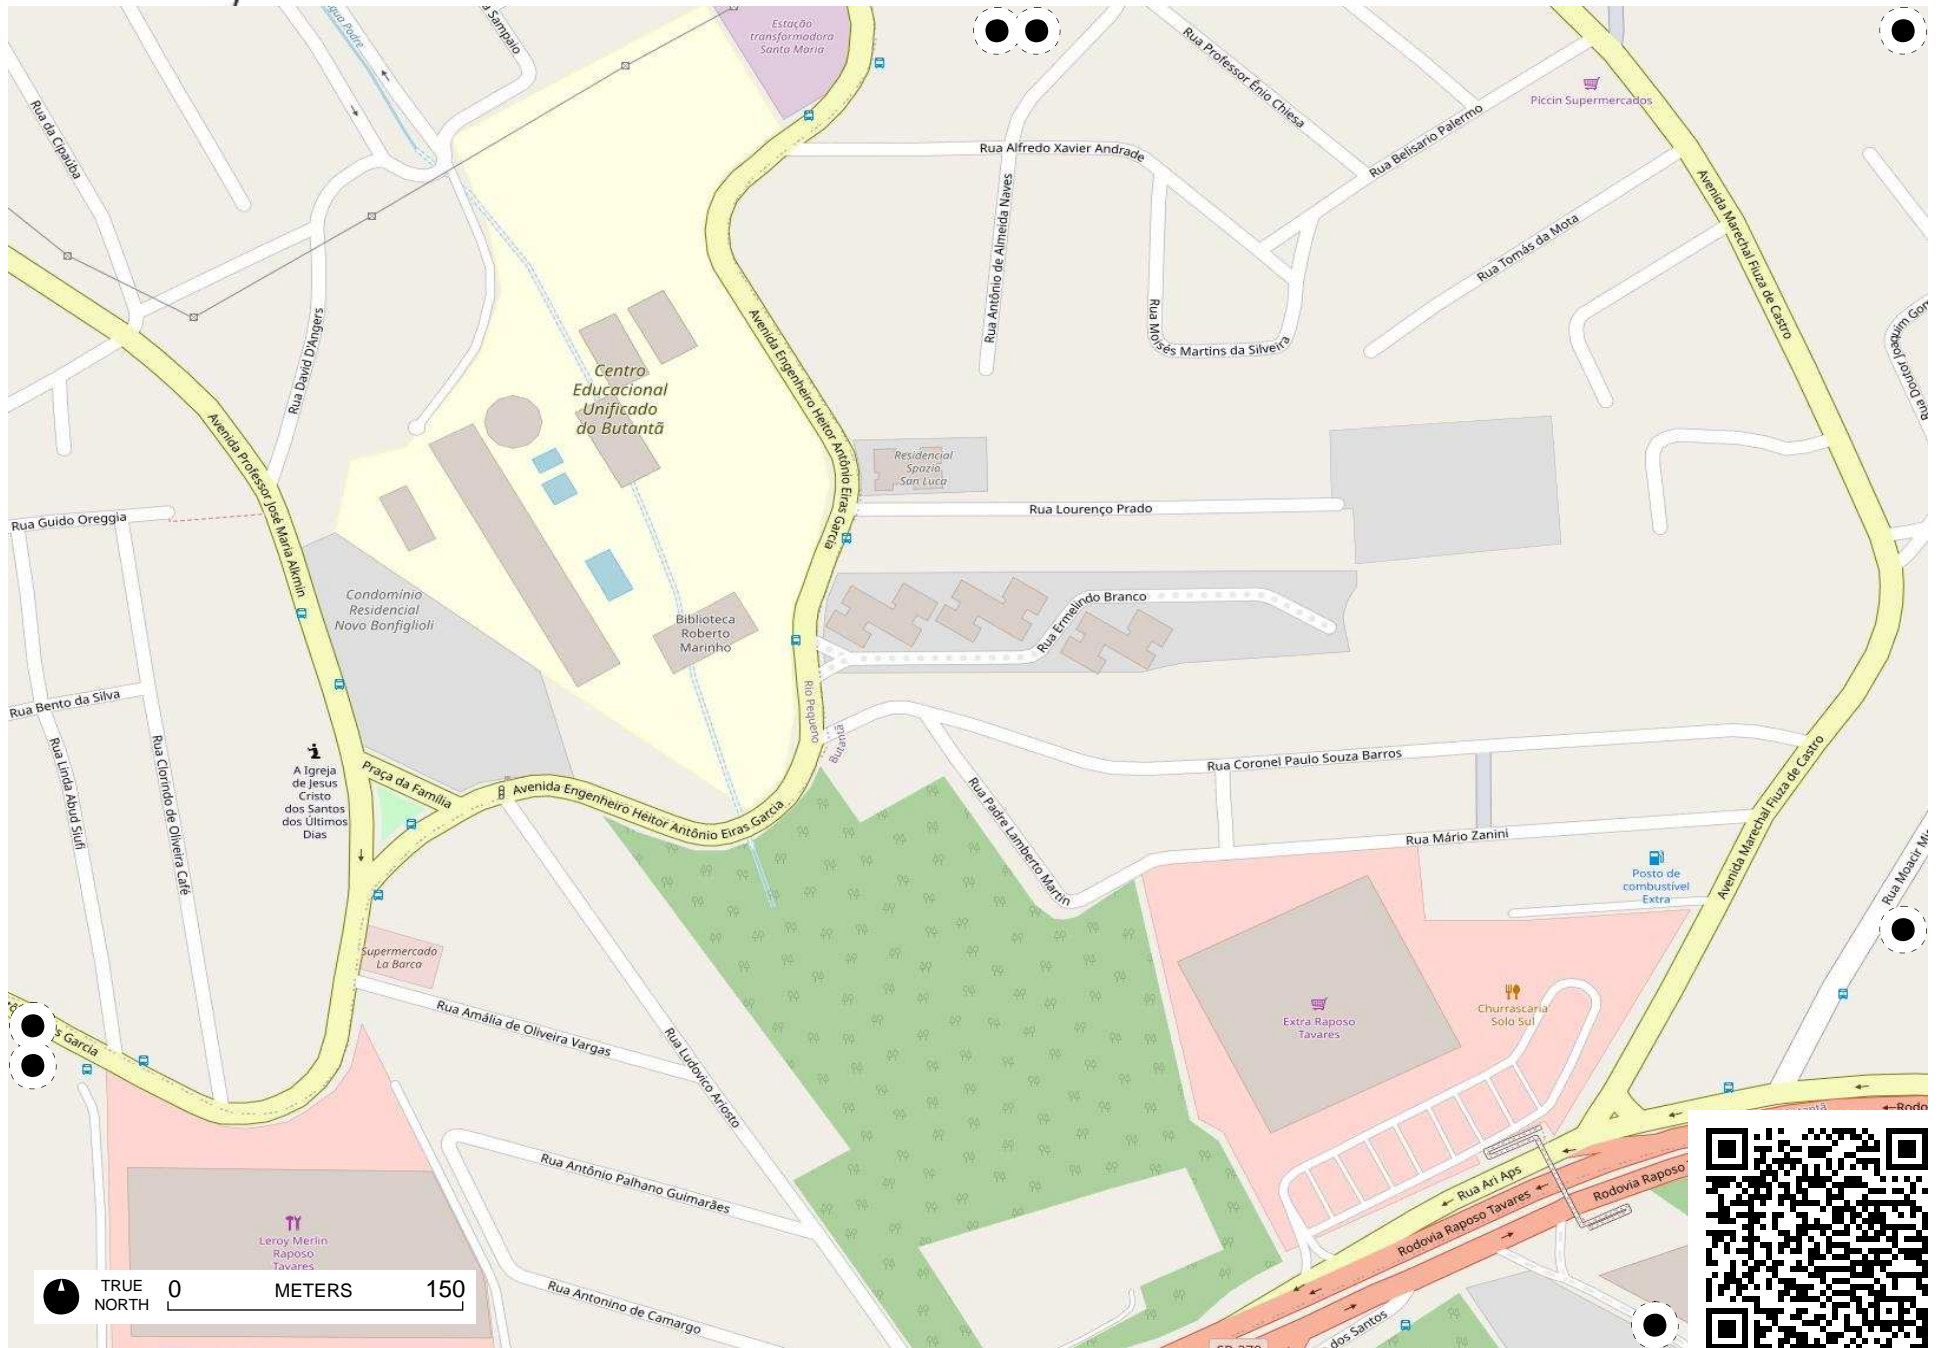 Estação
transformadora
Santa Maria
Rua Professor Ênio Chiesa
Piccin Supermercados
Rua Belisario Palermo
Rua da Cipaúba
Rua Alfredo Xavier Andrade
Rua Antônio de Almeida Naves
Rua Tomás da Mota
Avenida Marechal Fiuza de Castro
Rua Moisés Martins da Silveira
Rua David D'Angers
Avenida Engenheiro Heitor Antônio Eiras Garcia
Centro
Educacional
Unificado
do Butantã
Avenida Professor José Maria Alkmin
Residencial
Spazio
San Luca
Rua Lourenço Prado
Rua Guido Oreggia
Condomínio
Residencial
Novo Bonfiglioli
Biblioteca
Roberto
Marinho
Rua Ermelindo Branco
Rua Bento da Silva
Rio Pequeno
Butantã
Rua Linda Abud Siufi
Rua Clorindo de Oliveira Café
A Igreja
de Jesus
Cristo
dos Santos
dos Últimos
Dias
Praça da Família
Avenida Engenheiro Heitor Antônio Eiras Garcia
Rua Padre Lamberto Martin
Rua Coronel Paulo Souza Barros
Rua Mário Zanini
Avenida Marechal Fiuza de Castro
Posto de
combustível
Extra
Supermercado
La Barca
Rua Amália de Oliveira Vargas
Rua Ludovico Ariosto
Extra Raposo
Tavares
Churrascaria
Solo Sul
Garcia
Rua Antônio Palhano Guimarães
Rua Ari Aps
Rodovia Raposo Tavares
Rodovia Raposo
Leroy Merlin
Raposo
Tavares
Rua Antonino de Camargo
dos Santos
TRUE
NORTH
0 METERS 150